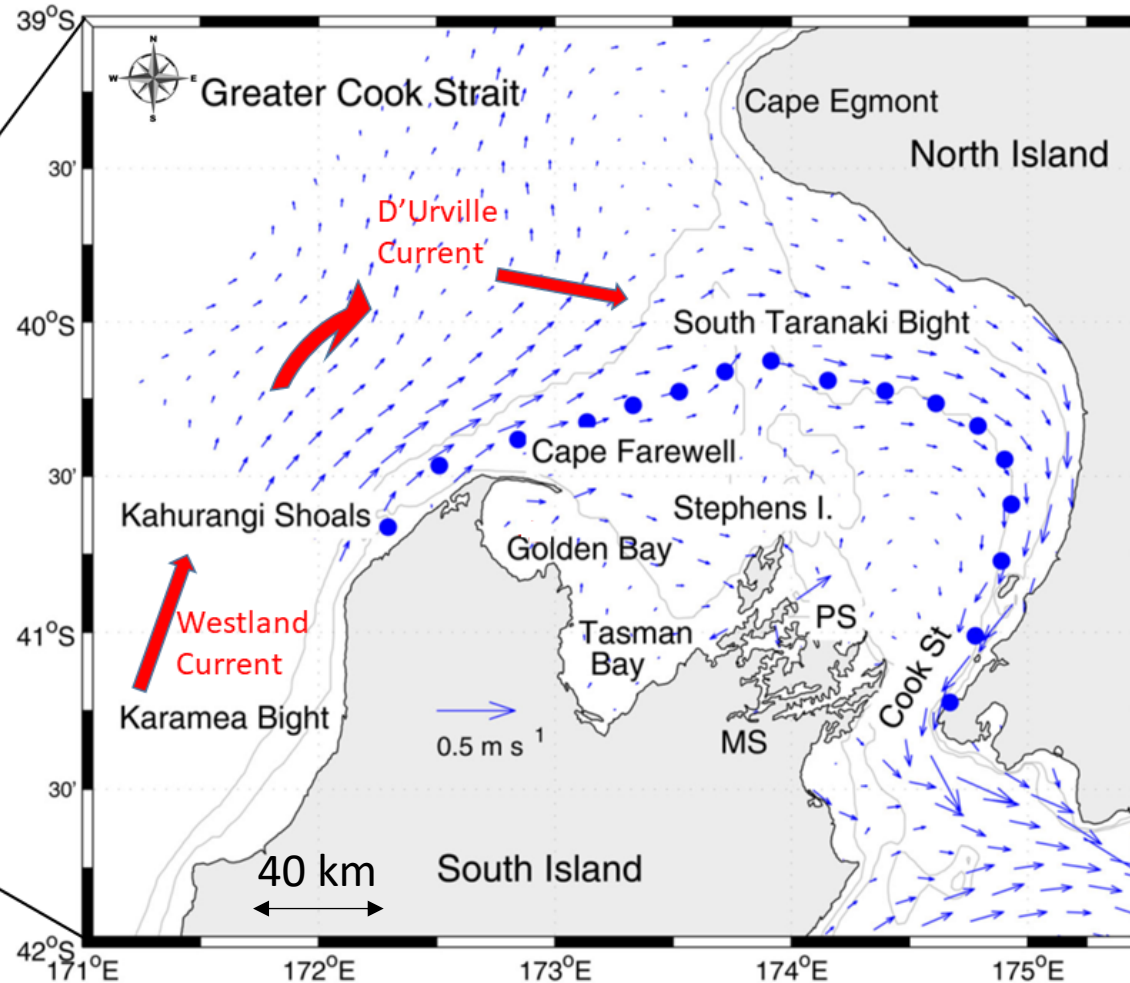 39°S
N
W E
S
Greater Cook Strait
Cape Egmont
North Island
30'
D'Urville
Current
40°S
South Taranaki Bight
Cape Farewell
30'
Kahurangi Shoals
Stephens I.
Golden Bay
Westland
Current
PS
41°S
Tasman
Bay
Cook St
Karamea Bight
0.5 m s 1
MS
30'
40 km
South Island
42°S
171°E 172°E 173°E 174°E 175°E